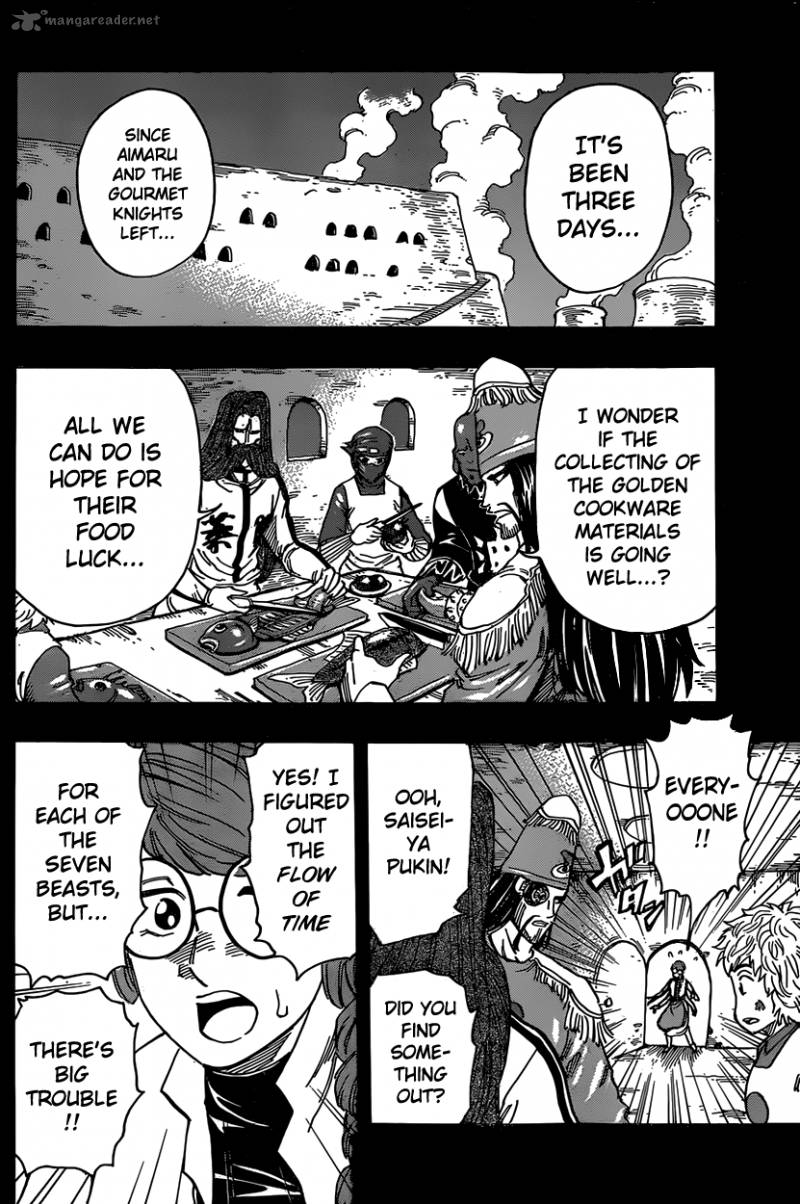 mangareader.net
IT'S
BEEN
THREE
DAYS...
SINCE
AIMARU
AND THE
GOURMET
KNIGHTS
LEFT...
I WONDER
IF THE
COLLECTING OF
THE GOLDEN
COOKWARE
MATERIALS
IS GOING
WELL...?
ALL WE
CAN DO IS
HOPE FOR
THEIR
FOOD
LUCK...
EVERY-
OOONE
!!
OOH,
SAISEI-
YA
PUKIN!
DID YOU
FIND
SOME-
THING
OUT?
YES! I
FIGURED
OUT THE
FLOW OF
TIME
FOR
EACH OF
THE
SEVEN
BEASTS,
BUT...
THERE'S
BIG
TROUBLE
!!